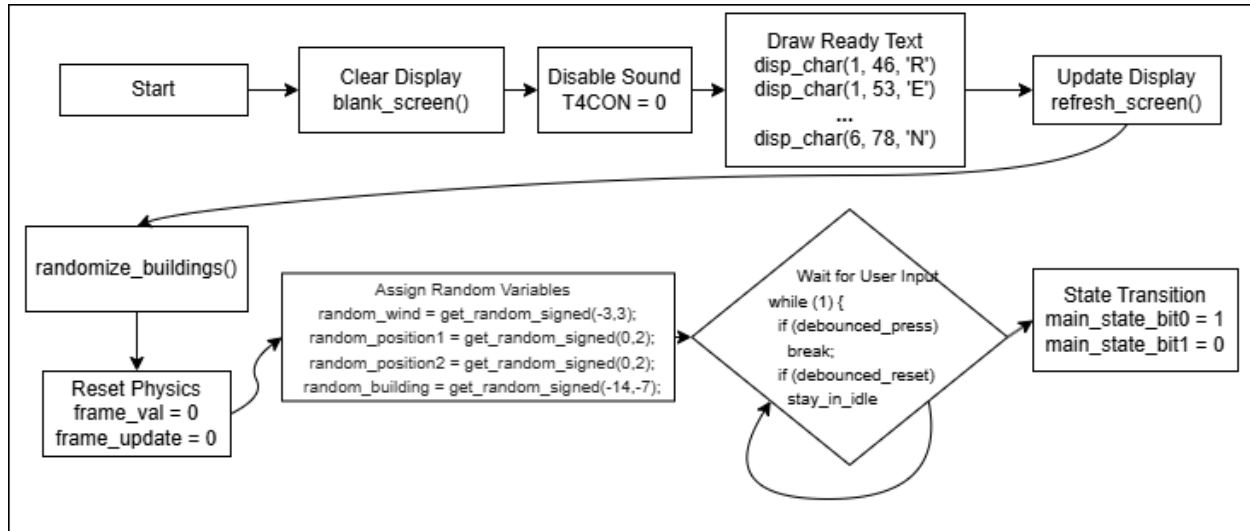 Start
Clear Display
blank_screen()
Disable Sound
T4CON = 0
Draw Ready Text
disp_char(1, 46, 'R')
disp_char(1, 53, 'E')
...
disp_char(6, 78, 'N')
Update Display
refresh_screen()
randomize_buildings()
Reset Physics
frame_val = 0
frame_update = 0
Assign Random Variables
random_wind = get_random_signed(-3,3);
random_position1 = get_random_signed(0,2);
random_position2 = get_random_signed(0,2);
random_building = get_random_signed(-14,-7);
Wait for User Input
while (1) {
if (debounced_press)
break;
if (debounced_reset)
stay_in_idle
State Transition
main_state_bit0 = 1
main_state_bit1 = 0